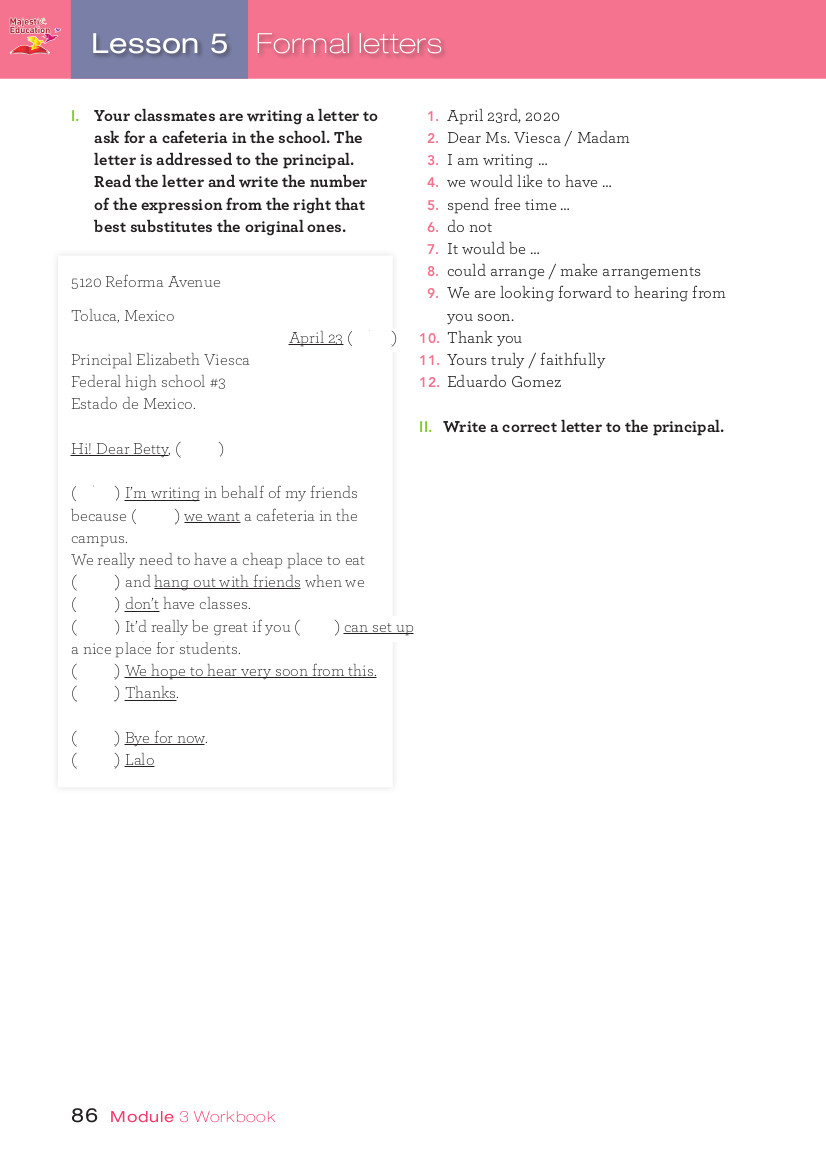 Majestic
Education
Lesson 5 Formal letters
I. Your classmates are writing a letter to
ask for a cafeteria in the school. The
letter is addressed to the principal.
Read the letter and write the number
of the expression from the right that
best substitutes the original ones.
5120 Reforma Avenue
Toluca, Mexico
April 23 ( )
Principal Elizabeth Viesca
Federal high school #3
Estado de Mexico.
Hi! Dear Betty, ( )
( ) I'm writing in behalf of my friends
because ( ) we want a cafeteria in the
campus.
We really need to have a cheap place to eat
( ) and hang out with friends when we
( ) don't have classes.
( ) It'd really be great if you ( ) can set up
a nice place for students.
( ) We hope to hear very soon from this.
( ) Thanks.
( ) Bye for now.
( ) Lalo
1. April 23rd, 2020
2. Dear Ms. Viesca / Madam
3. I am writing ...
4. we would like to have ...
5. spend free time ...
6. do not
7. It would be ...
8. could arrange / make arrangements
9. We are looking forward to hearing from
you soon.
10. Thank you
11. Yours truly / faithfully
12. Eduardo Gomez
II. Write a correct letter to the principal.
86 Module 3 Workbook